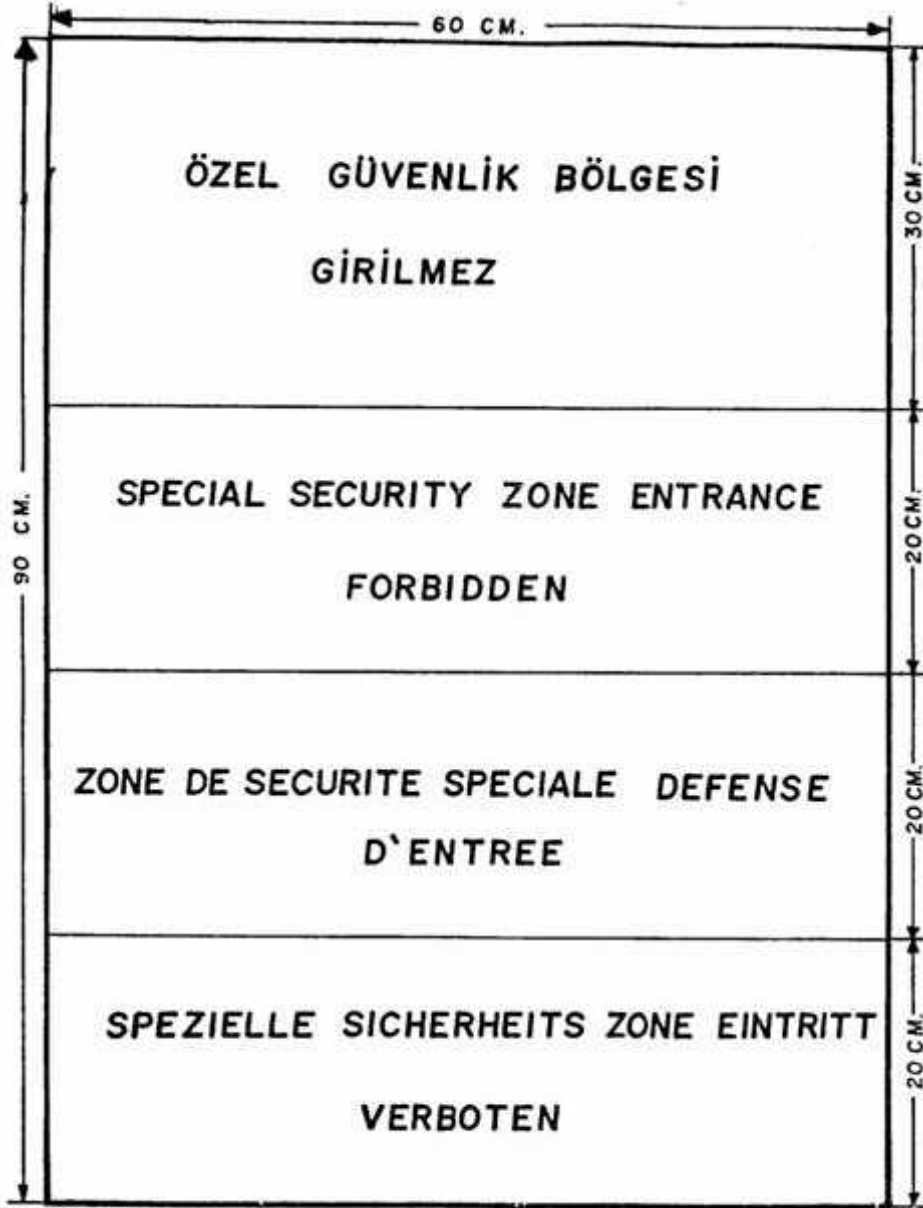 60 CM.
ÖZEL GÜVENLİK BÖLGESİ
GİRİLMEZ
30 CM.
SPECIAL SECURITY ZONE ENTRANCE
FORBIDDEN
90 CM.
20 CM.
ZONE DE SECURITE SPECIALE DEFENSE
D`ENTREE
20 CM.
SPEZIELLE SICHERHEITS ZONE EINTRITT
VERBOTEN
20 CM.